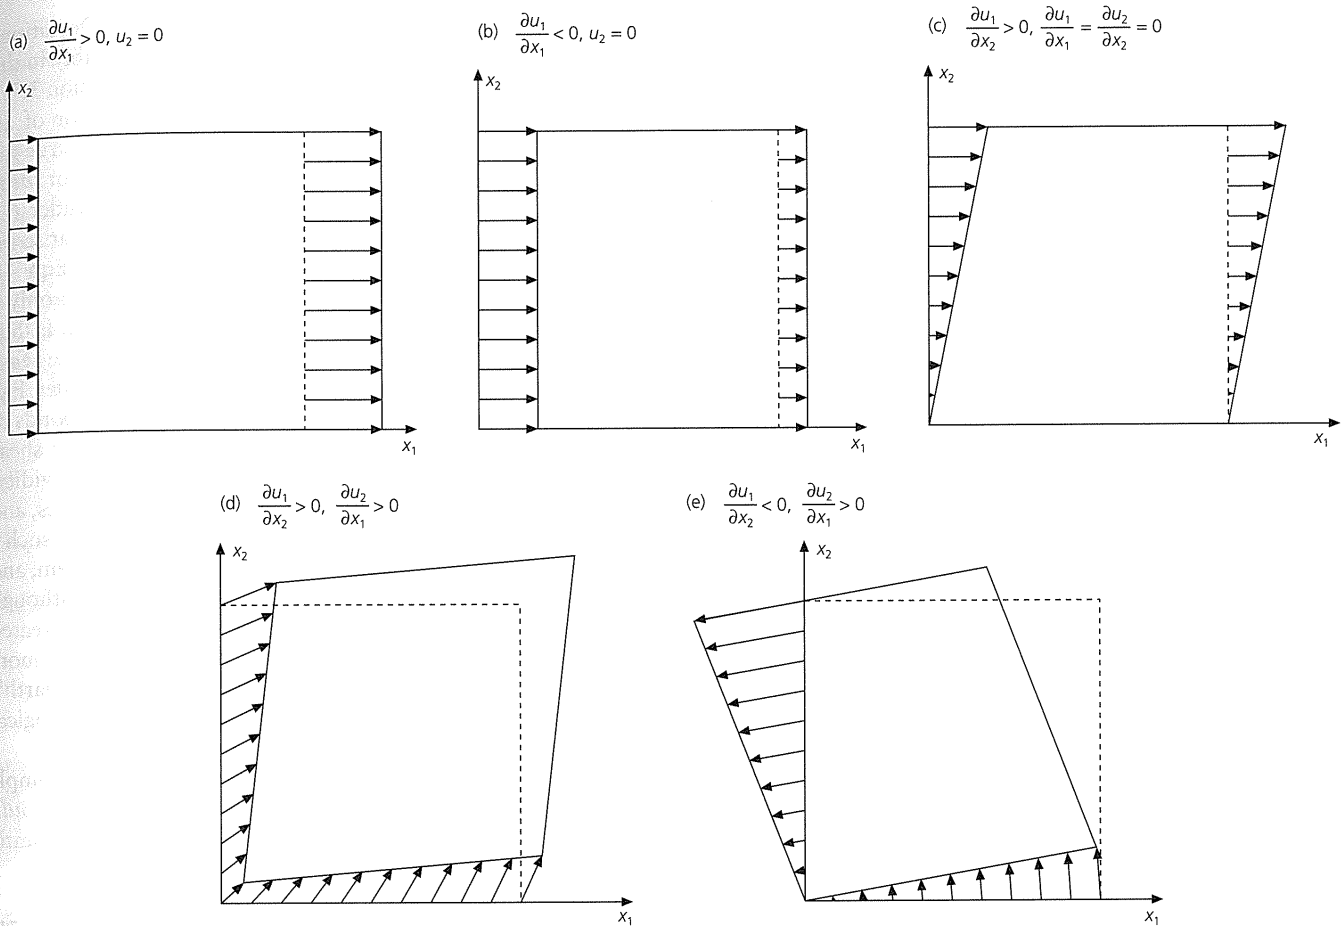 (a) ∂u₁/∂x₁ > 0, u₂ = 0
(b) ∂u₁/∂x₁ < 0, u₂ = 0
(c) ∂u₁/∂x₂ > 0, ∂u₁/∂x₁ = ∂u₂/∂x₂ = 0
x₂
x₂
x₂
x₁
x₁
x₁
(d) ∂u₁/∂x₂ > 0, ∂u₂/∂x₁ > 0
(e) ∂u₁/∂x₂ < 0, ∂u₂/∂x₁ > 0
x₂
x₂
x₁
x₁